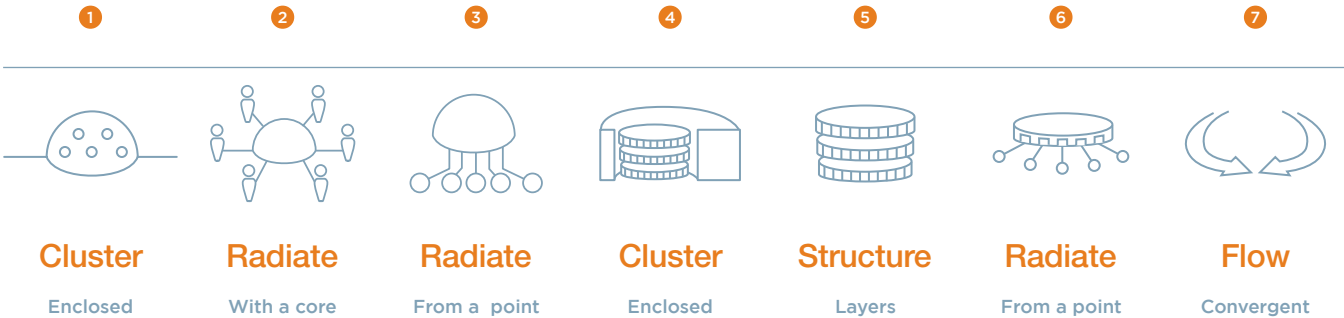 1 2 3 4 5 6 7
Cluster Radiate Radiate Cluster Structure Radiate Flow
Enclosed With a core From a point Enclosed Layers From a point Convergent